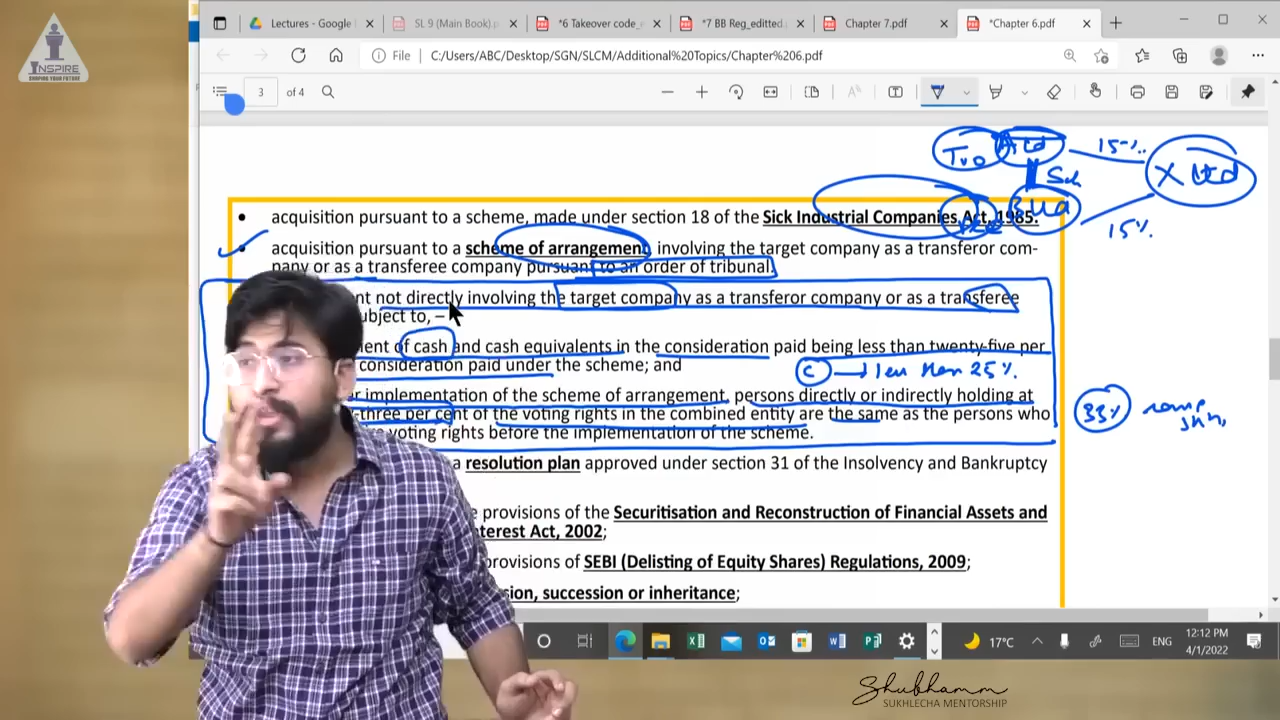 INSPIRE
SHAPING YOUR FUTURE
Lectures - Google
SL 9 (Main Book).p
*6 Takeover code_e
*7 BB Reg_editted.p
Chapter 7.pdf
*Chapter 6.pdf
File C:/Users/ABC/Desktop/SGN/SLCM/Additional%20Topics/Chapter%206.pdf
3 of 4
15%
X Ltd
Sch
15%
acquisition pursuant to a scheme, made under section 18 of the Sick Industrial Companies Act, 1985.
acquisition pursuant to a scheme of arrangement involving the target company as a transferor com-
pany or as a transferee company pursuant to an order of tribunal.
not directly involving the target company as a transferor company or as a transferee
ubject to, –
of cash and cash equivalents in the consideration paid being less than twenty-five per
consideration paid under the scheme; and
C → less than 25%
implementation of the scheme of arrangement, persons directly or indirectly holding at
three per cent of the voting rights in the combined entity are the same as the persons who
voting rights before the implementation of the scheme.
33%
a resolution plan approved under section 31 of the Insolvency and Bankruptcy
provisions of the Securitisation and Reconstruction of Financial Assets and
terest Act, 2002;
provisions of SEBI (Delisting of Equity Shares) Regulations, 2009;
sion, succession or inheritance;
17°C ENG 12:12 PM
4/1/2022
Shubhamm
SUKHLECHA MENTORSHIP